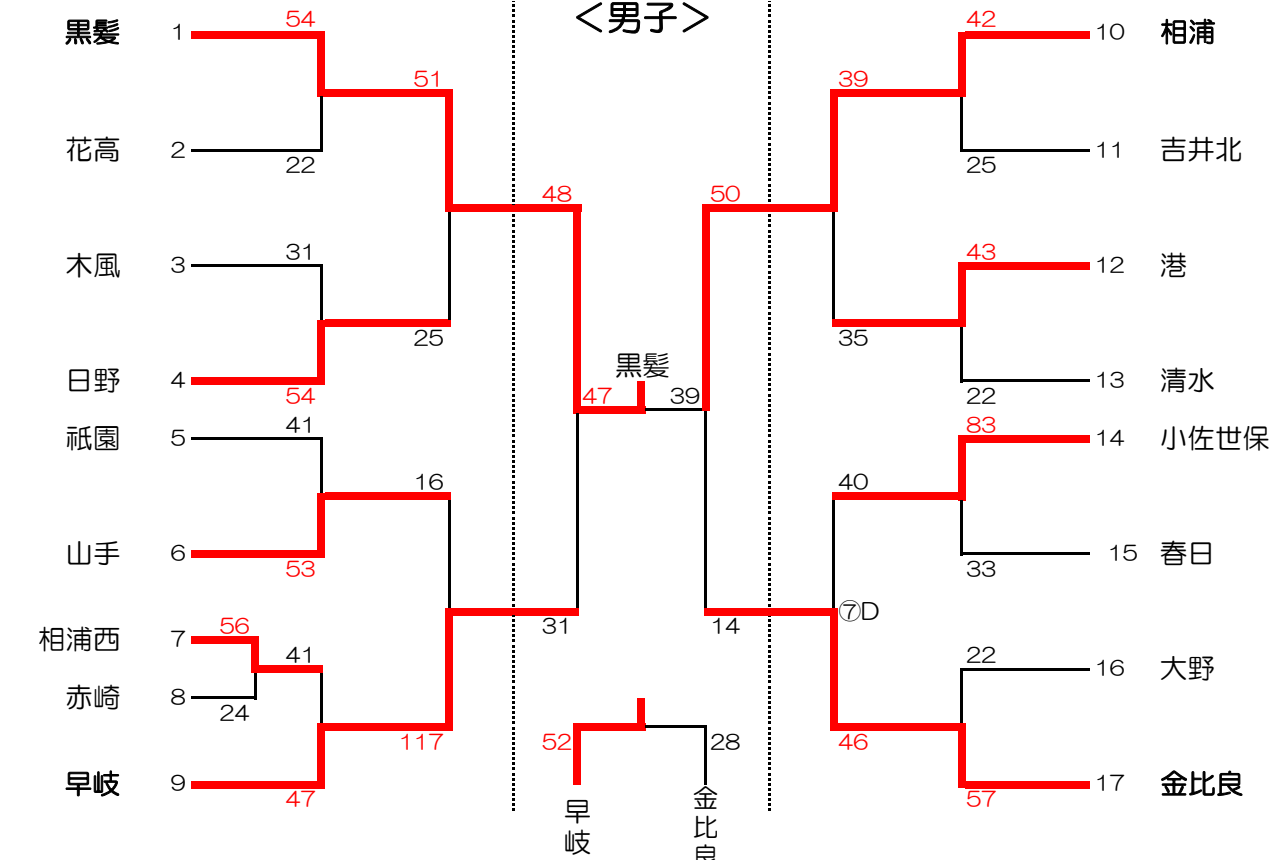 ＜男子＞
黒髪 1 54 42 10 相浦
51 39
花高 2 22 25 11 吉井北
48 50
木風 3 31 43 12 港
25 35
黒髪
日野 4 54 47 39 22 13 清水
祇園 5 41 83 14 小佐世保
16 40
山手 6 53 33 15 春日
31 14 ⑦D
相浦西 7 56 41 22 16 大野
赤崎 8 24
117 52 28 46
早岐 9 47 57 17 金比良
早岐 金比良